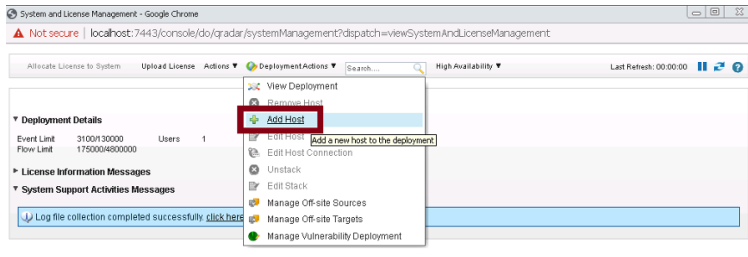 System and License Management - Google Chrome
Not secure | localhost:7443/console/do/qradar/systemManagement?dispatch=viewSystemAndLicenseManagement
Allocate License to System Upload License Actions ▼ Deployment Actions ▼ Search.... High Availability ▼ Last Refresh: 00:00:00
View Deployment
Remove Host
Add Host
Edit Host
Add a new host to the deployment
Edit Host Connection
Unstack
Edit Stack
Manage Off-site Sources
Manage Off-site Targets
Manage Vulnerability Deployment
Deployment Details
Event Limit 3100/130000 Users 1
Flow Limit 175000/4800000
License Information Messages
System Support Activities Messages
Log file collection completed successfully. click here